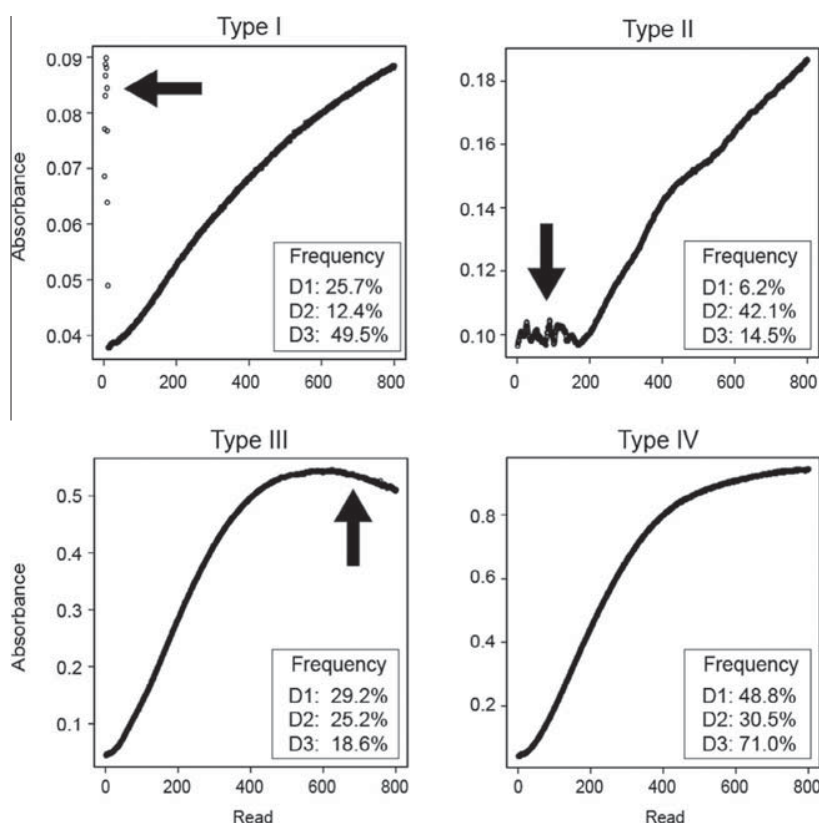 Type I
Type II
Absorbance
0.09
0.08
0.07
0.06
0.05
0.04
0 200 400 600 800
Frequency
D1: 25.7%
D2: 12.4%
D3: 49.5%
0.18
0.16
0.14
0.12
0.10
0 200 400 600 800
Frequency
D1: 6.2%
D2: 42.1%
D3: 14.5%
Type III
Type IV
Absorbance
0.5
0.4
0.3
0.2
0.1
0 200 400 600 800
Read
Frequency
D1: 29.2%
D2: 25.2%
D3: 18.6%
0.8
0.6
0.4
0.2
0 200 400 600 800
Read
Frequency
D1: 48.8%
D2: 30.5%
D3: 71.0%